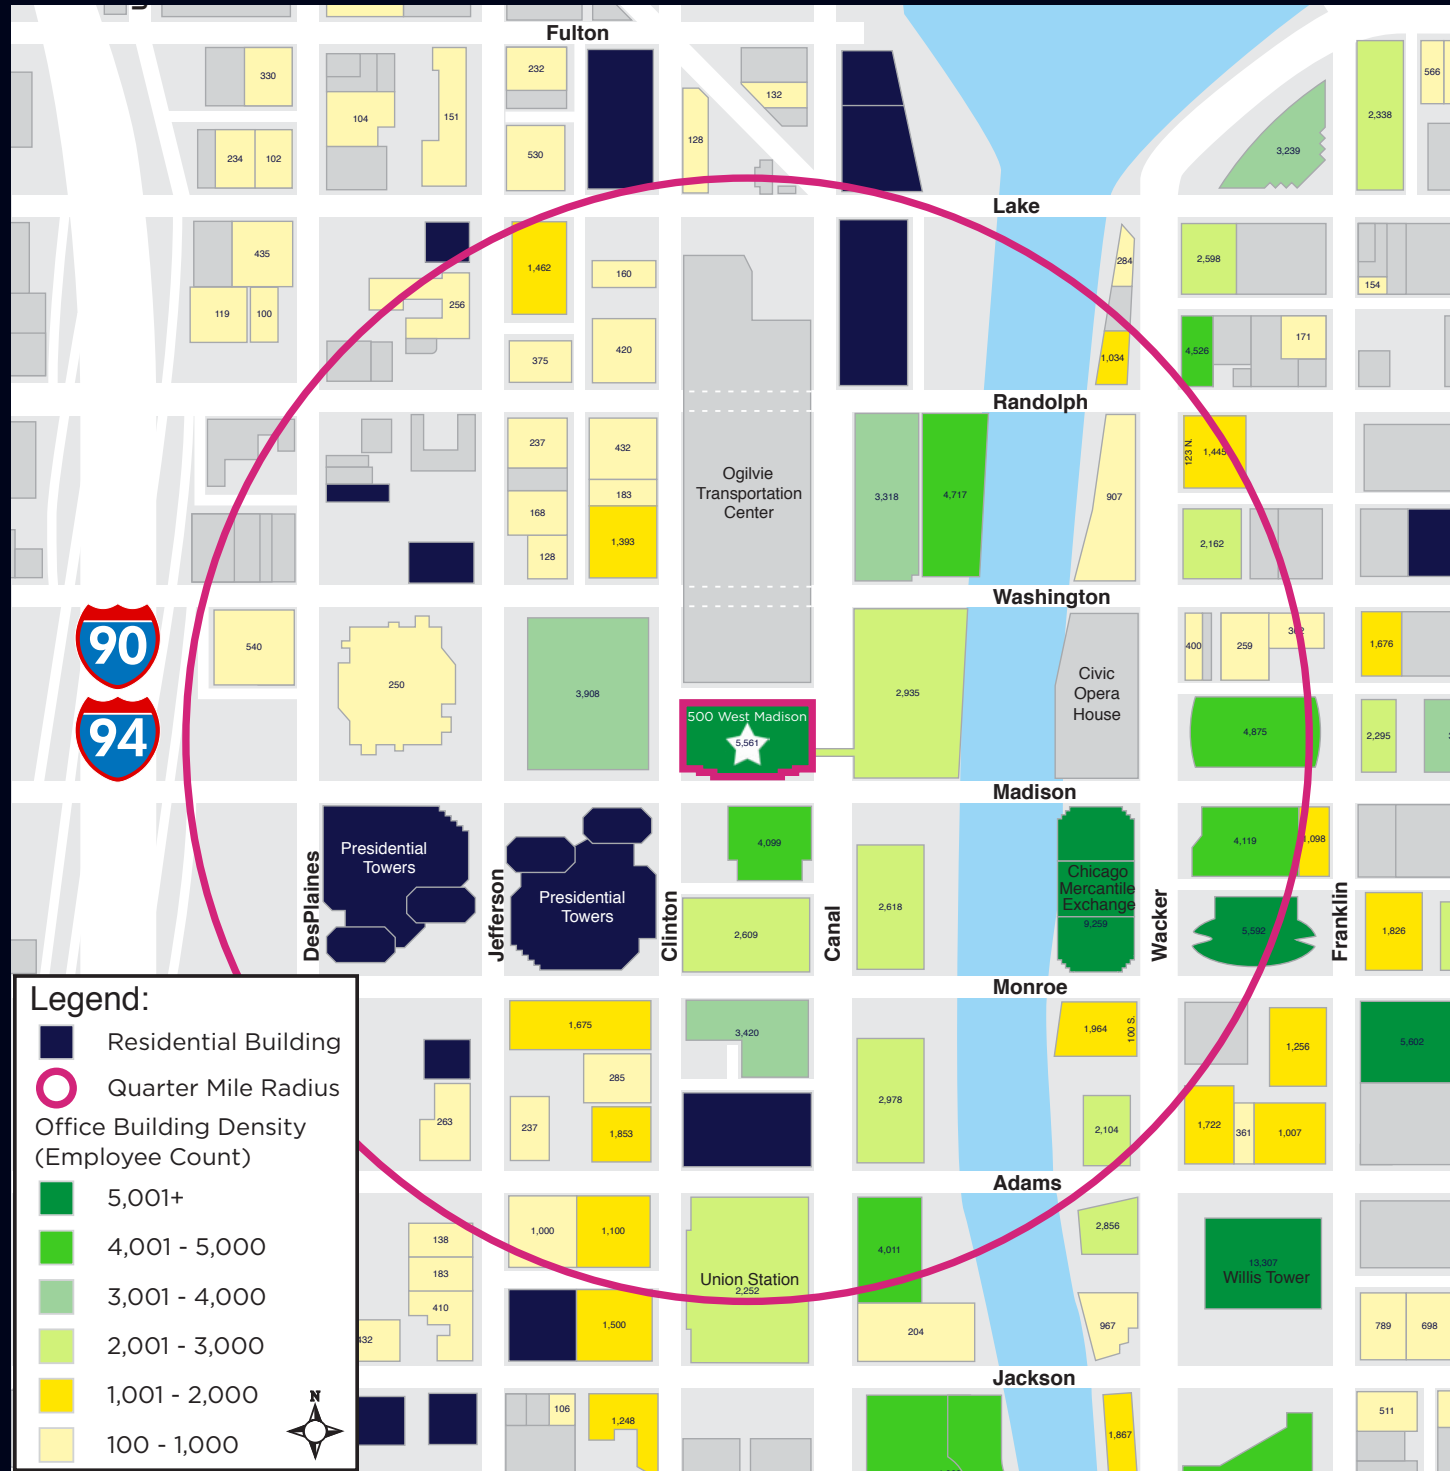 Fulton
330
104
151
232
132
128
530
234
102
3,239
2,338
566
Lake
435
119
100
256
1,462
160
375
420
284
1,034
2,598
154
4,526
171
Randolph
237
432
183
168
1,393
128
Ogilvie
Transportation
Center
3,318
4,717
907
123 N.
1,445
2,162
Washington
90
94
540
250
3,908
500 West Madison
5,561
2,935
Civic
Opera
House
400
259
362
1,676
4,875
2,295
Madison
DesPlaines
Presidential
Towers
Jefferson
Presidential
Towers
Clinton
4,099
2,609
Canal
2,618
Chicago
Mercantile
Exchange
9,259
Wacker
4,119
1,098
5,592
Franklin
1,826
Monroe
1,675
285
237
1,853
263
3,420
2,978
1,964
100 S.
2,104
1,256
1,722
361
1,007
5,602
Adams
138
183
410
432
1,000
1,100
1,500
Union Station
2,252
4,011
204
2,856
967
13,307
Willis Tower
789
698
Jackson
106
1,248
1,867
511
Legend:
Residential Building
Quarter Mile Radius
Office Building Density
(Employee Count)
5,001+
4,001 - 5,000
3,001 - 4,000
2,001 - 3,000
1,001 - 2,000
100 - 1,000
N